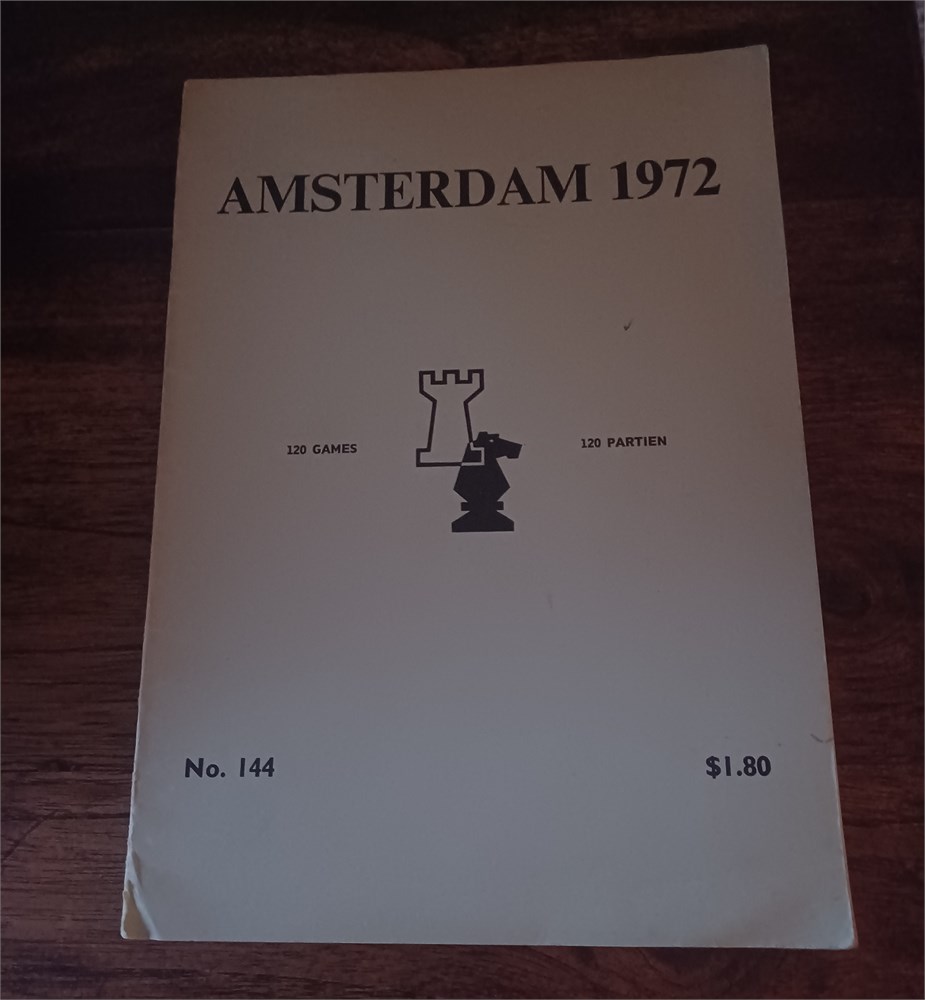 AMSTERDAM 1972
120 GAMES
120 PARTIEN
No. 144
$1.80